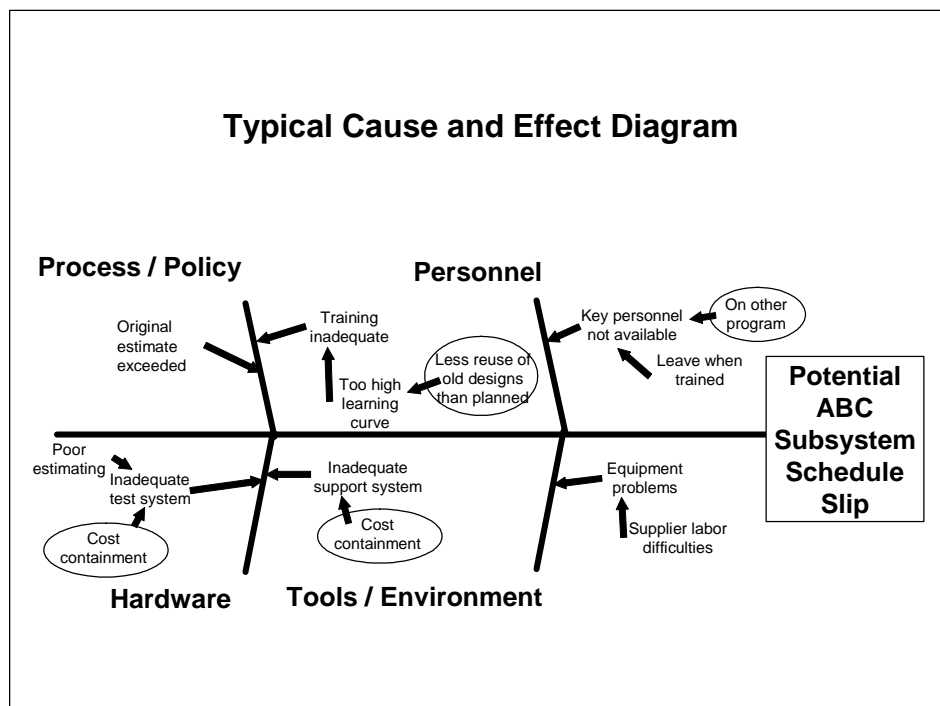 Typical Cause and Effect Diagram
Process / Policy
Personnel
Original
estimate
exceeded
Training
inadequate
Too high
learning
curve
Less reuse of
old designs
than planned
Key personnel
not available
On other
program
Leave when
trained
Potential
ABC
Subsystem
Schedule
Slip
Poor
estimating
Inadequate
test system
Cost
containment
Inadequate
support system
Cost
containment
Equipment
problems
Supplier labor
difficulties
Hardware
Tools / Environment